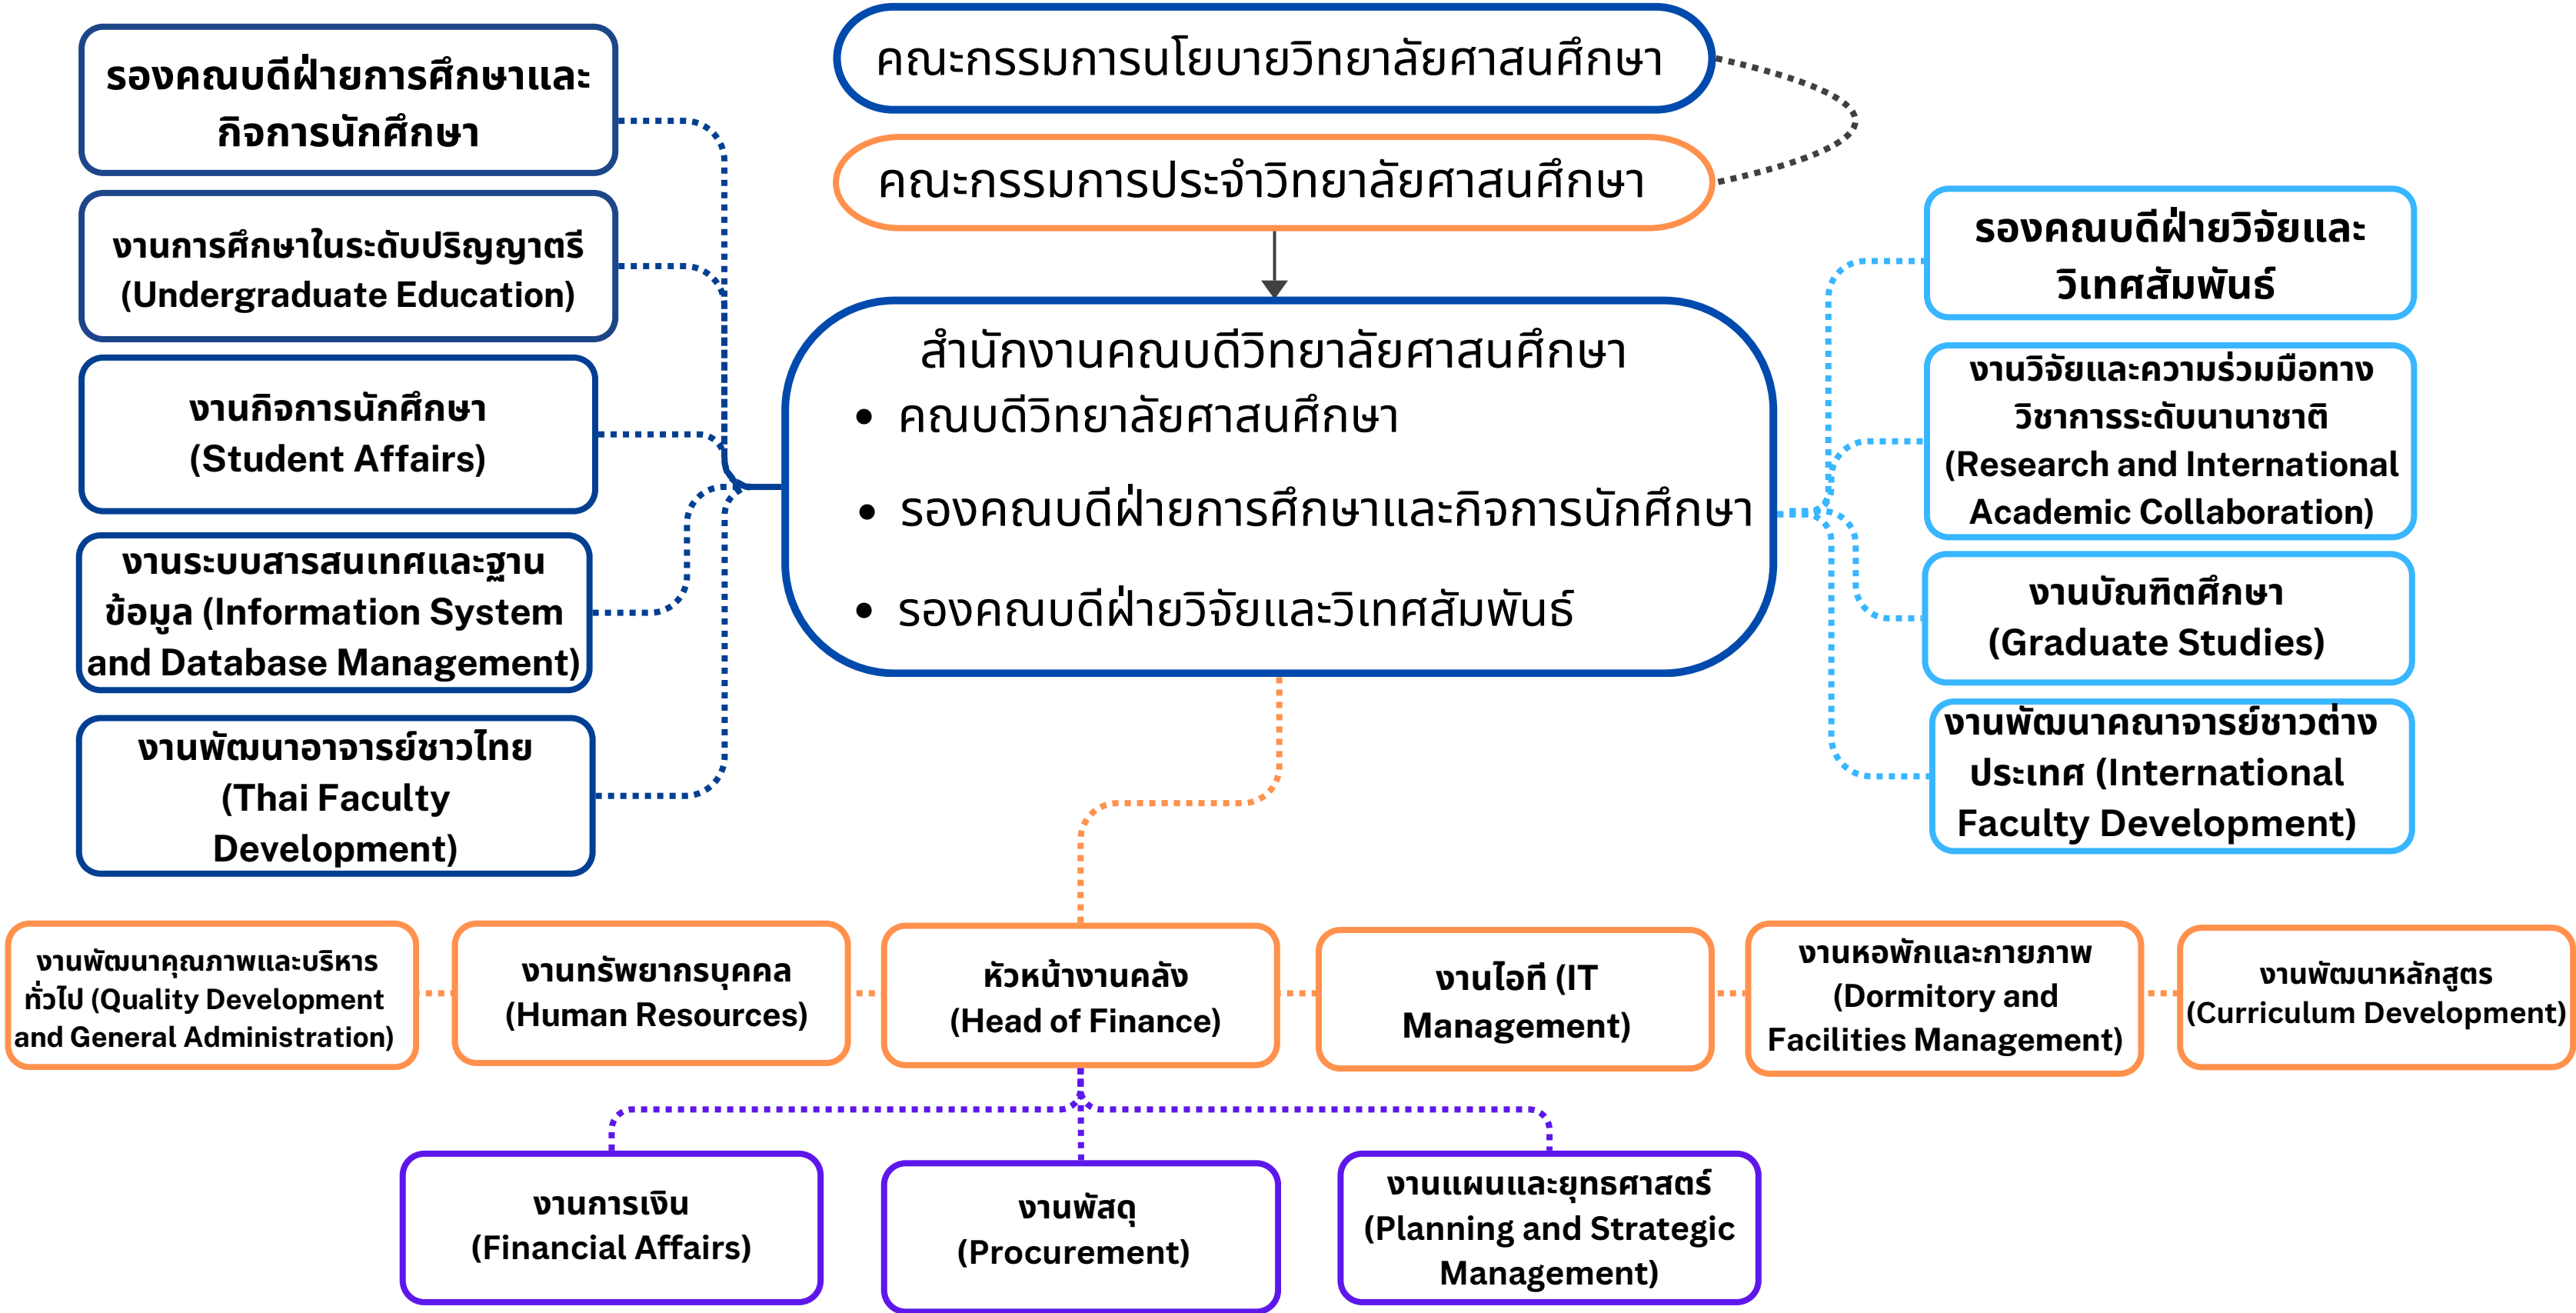 คณะกรรมการนโยบายวิทยาลัยศาสนศึกษา
คณะกรรมการประจำวิทยาลัยศาสนศึกษา
สำนักงานคณบดีวิทยาลัยศาสนศึกษา
• คณบดีวิทยาลัยศาสนศึกษา
• รองคณบดีฝ่ายการศึกษาและกิจการนักศึกษา
• รองคณบดีฝ่ายวิจัยและวิเทศสัมพันธ์
รองคณบดีฝ่ายการศึกษาและ
กิจการนักศึกษา
งานการศึกษาในระดับปริญญาตรี
(Undergraduate Education)
งานกิจการนักศึกษา
(Student Affairs)
งานระบบสารสนเทศและฐาน
ข้อมูล (Information System
and Database Management)
งานพัฒนาอาจารย์ชาวไทย
(Thai Faculty
Development)
รองคณบดีฝ่ายวิจัยและ
วิเทศสัมพันธ์
งานวิจัยและความร่วมมือทาง
วิชาการระดับนานาชาติ
(Research and International
Academic Collaboration)
งานบัณฑิตศึกษา
(Graduate Studies)
งานพัฒนาคณาจารย์ชาวต่าง
ประเทศ (International
Faculty Development)
งานพัฒนาคุณภาพและบริหาร
ทั่วไป (Quality Development
and General Administration)
งานทรัพยากรบุคคล
(Human Resources)
หัวหน้างานคลัง
(Head of Finance)
งานไอที (IT
Management)
งานหอพักและกายภาพ
(Dormitory and
Facilities Management)
งานพัฒนาหลักสูตร
(Curriculum Development)
งานการเงิน
(Financial Affairs)
งานพัสดุ
(Procurement)
งานแผนและยุทธศาสตร์
(Planning and Strategic
Management)